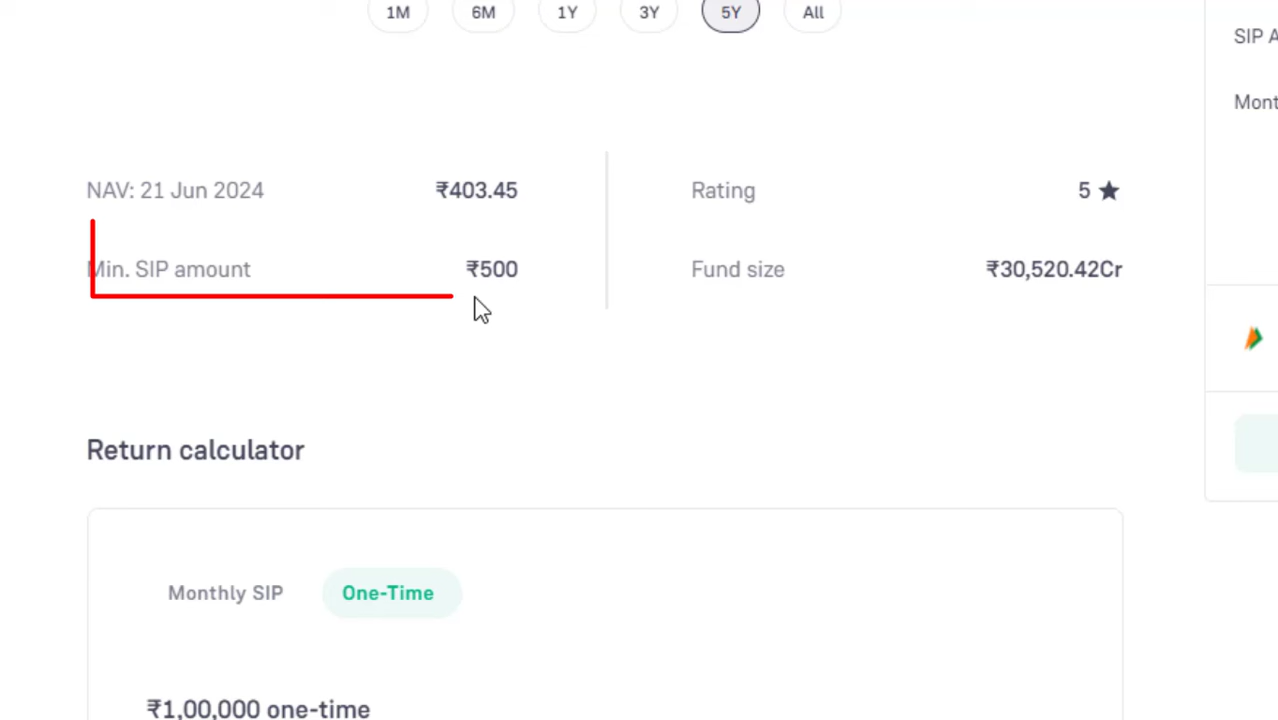 1M 6M 1Y 3Y 5Y All
SIP
NAV: 21 Jun 2024 ₹403.45
Rating 5 ★
Min. SIP amount ₹500
Fund size ₹30,520.42Cr
Return calculator
Monthly SIP One-Time
₹1,00,000 one-time